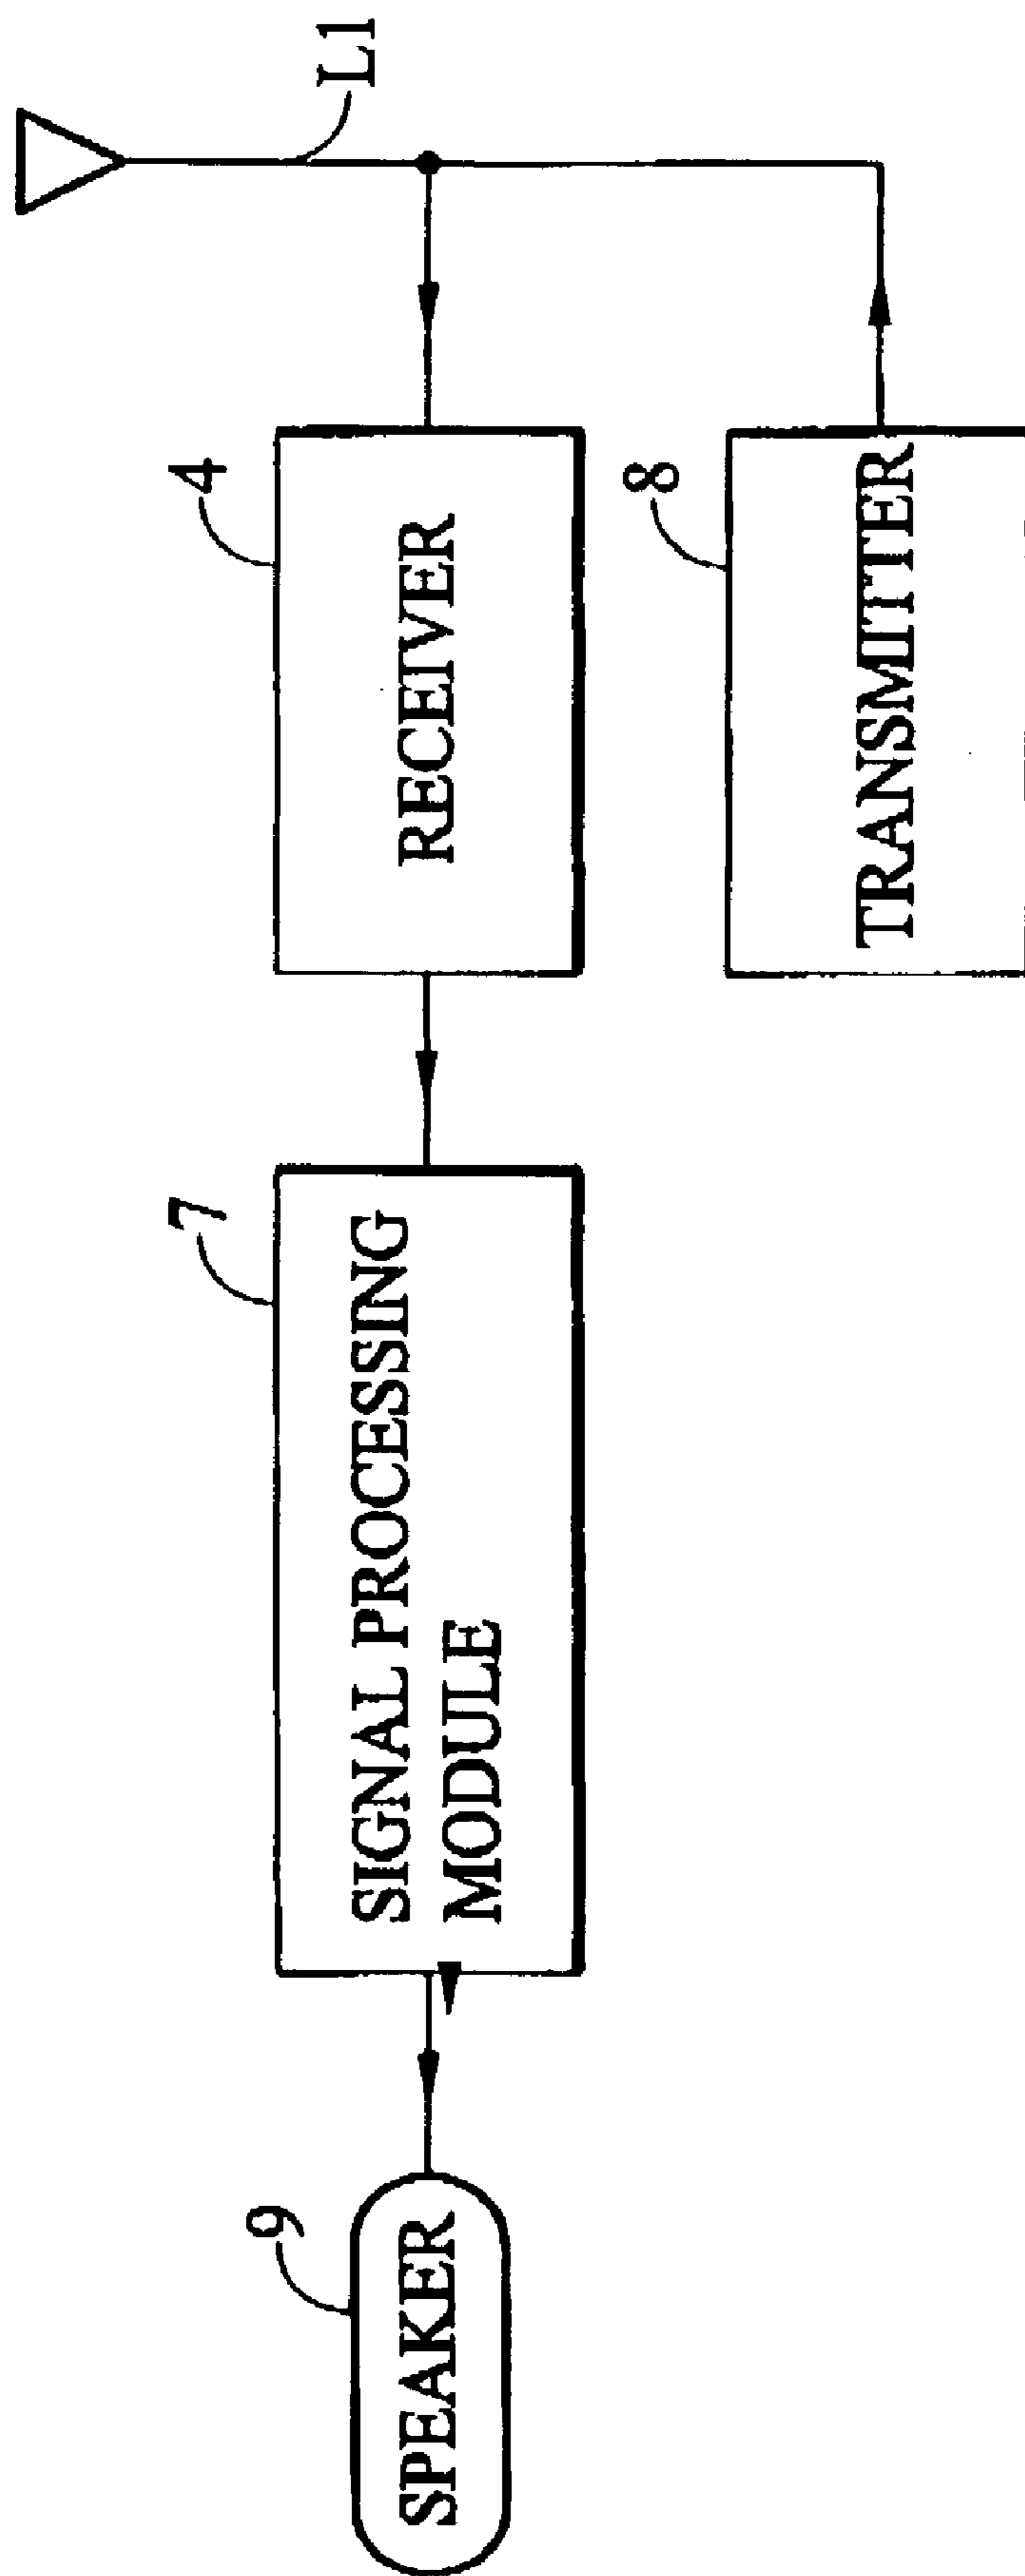 7
4
9
L1
SPEAKER
SIGNAL PROCESSING
MODULE
RECEIVER
8
TRANSMITTER